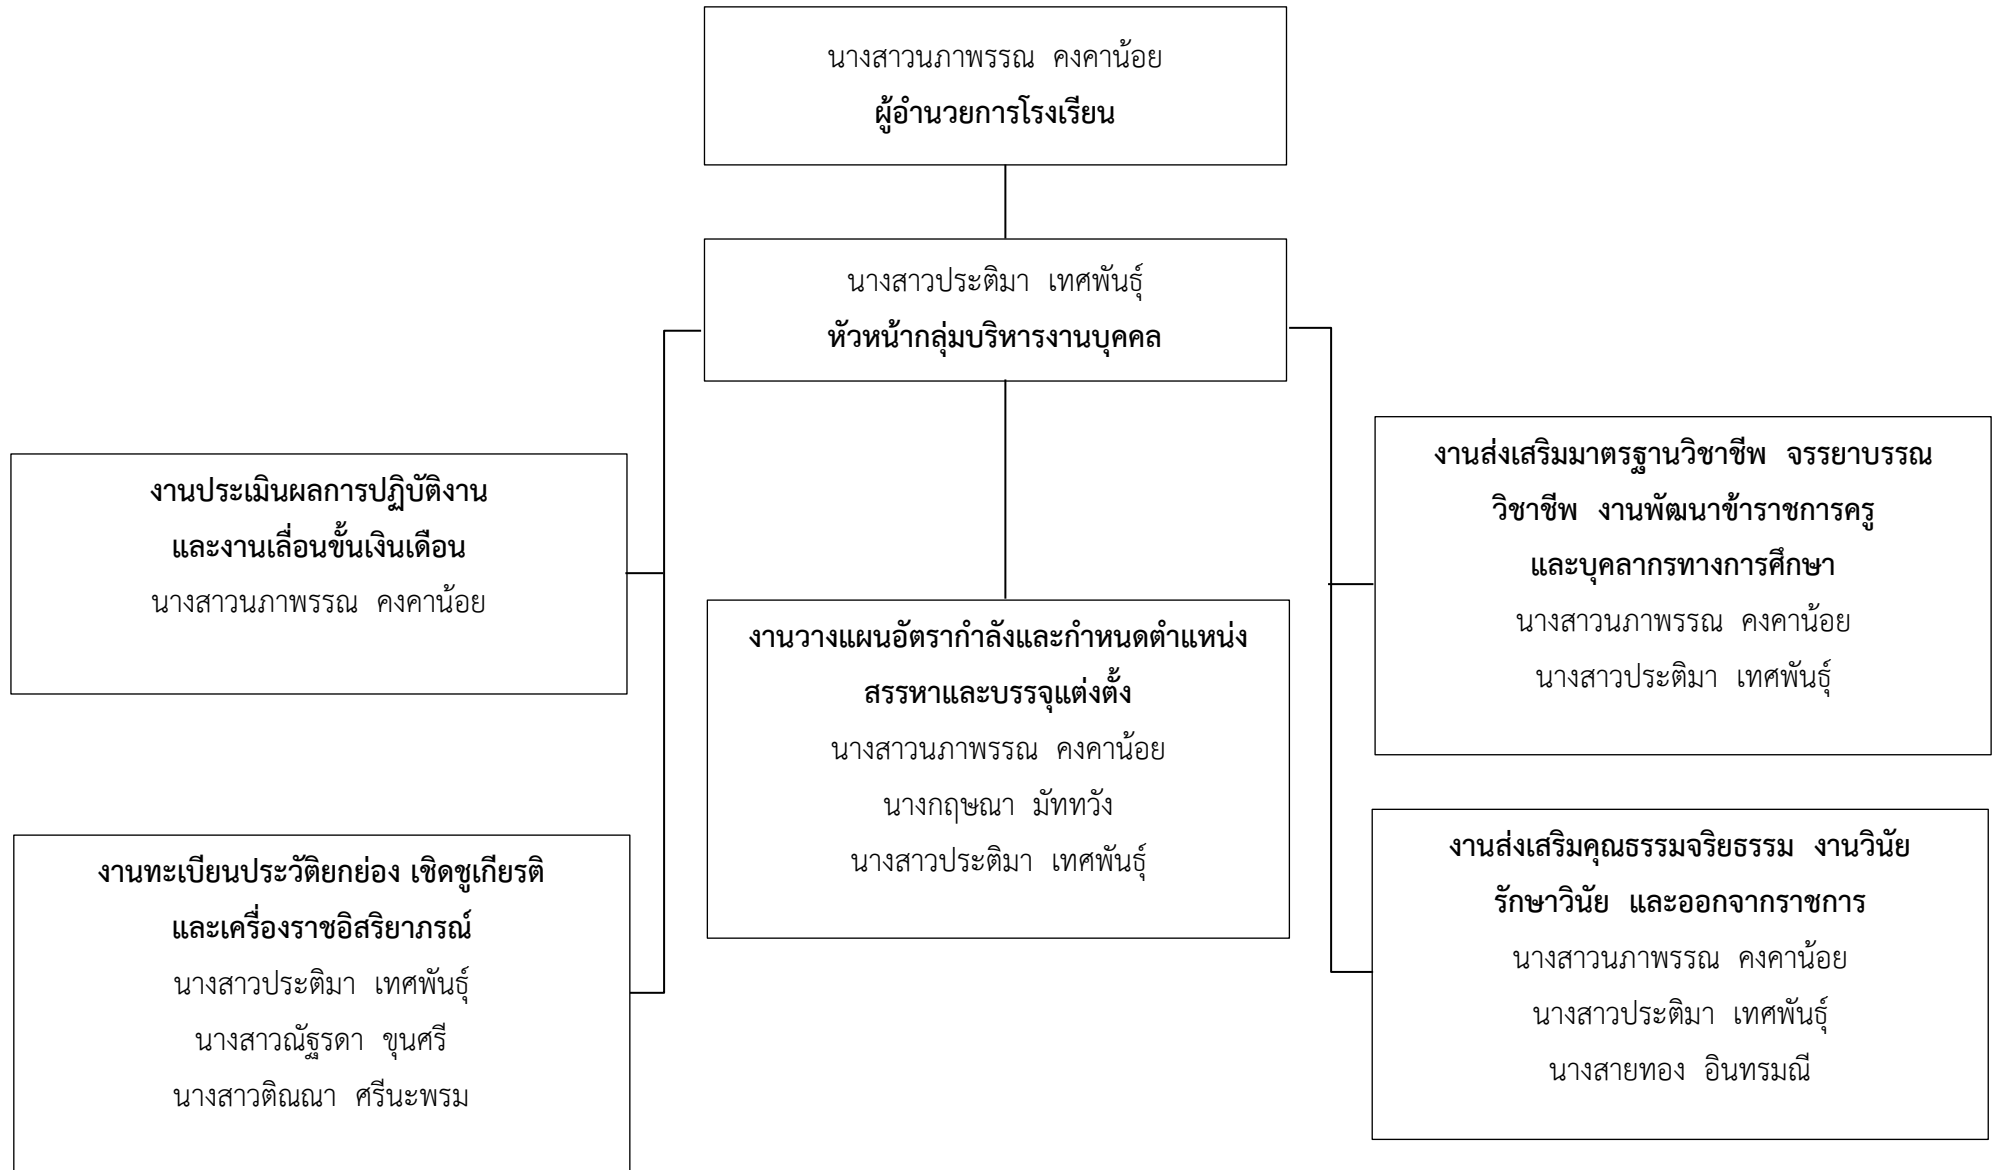 นางสาวนภาพรรณ คงคาน้อย
ผู้อำนวยการโรงเรียน
นางสาวประติมา เทศพันธุ์
หัวหน้ากลุ่มบริหารงานบุคคล
งานประเมินผลการปฏิบัติงาน
และงานเลื่อนขั้นเงินเดือน
นางสาวนภาพรรณ คงคาน้อย
งานทะเบียนประวัติยกย่อง เชิดชูเกียรติ
และเครื่องราชอิสริยาภรณ์
นางสาวประติมา เทศพันธุ์
นางสาวณัฐรดา ขุนศรี
นางสาวติณณา ศรีนะพรม
งานวางแผนอัตรากำลังและกำหนดตำแหน่ง
สรรหาและบรรจุแต่งตั้ง
นางสาวนภาพรรณ คงคาน้อย
นางกฤษณา มัททวัง
นางสาวประติมา เทศพันธุ์
งานส่งเสริมมาตรฐานวิชาชีพ จรรยาบรรณ
วิชาชีพ งานพัฒนาข้าราชการครู
และบุคลากรทางการศึกษา
นางสาวนภาพรรณ คงคาน้อย
นางสาวประติมา เทศพันธุ์
งานส่งเสริมคุณธรรมจริยธรรม งานวินัย
รักษาวินัย และออกจากราชการ
นางสาวนภาพรรณ คงคาน้อย
นางสาวประติมา เทศพันธุ์
นางสายทอง อินทรมณี